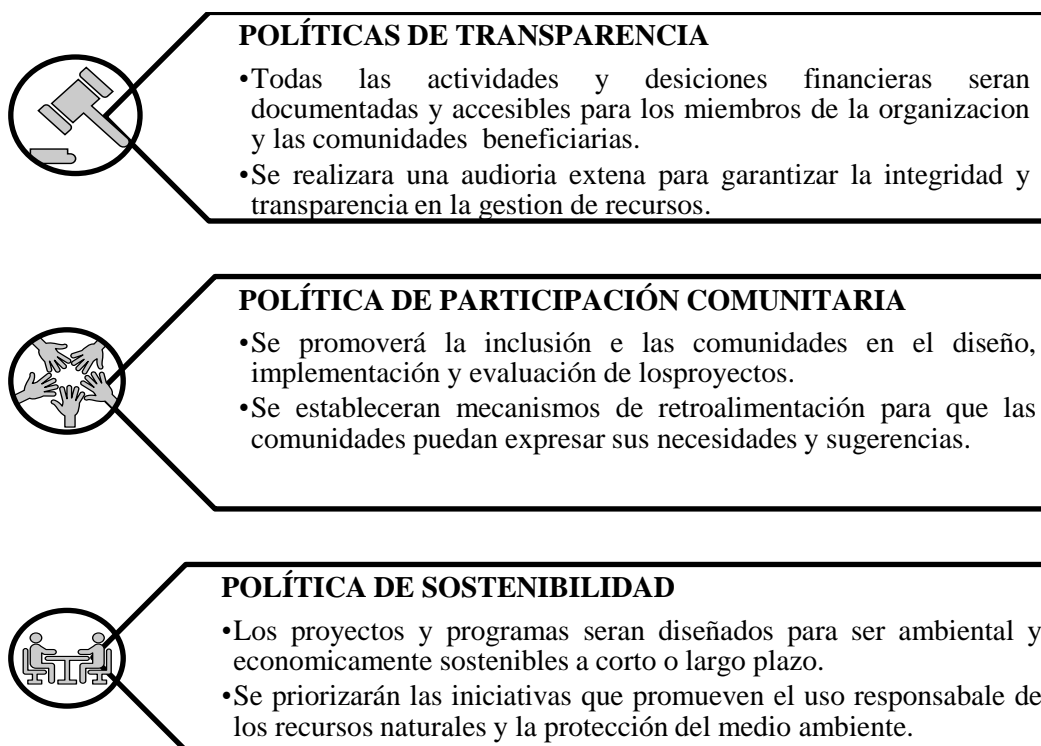 POLÍTICAS DE TRANSPARENCIA
•Todas las actividades y desiciones financieras seran
documentadas y accesibles para los miembros de la organizacion
y las comunidades beneficiarias.
•Se realizara una audioria extena para garantizar la integridad y
transparencia en la gestion de recursos.
POLÍTICA DE PARTICIPACIÓN COMUNITARIA
•Se promoverá la inclusión e las comunidades en el diseño,
implementación y evaluación de losproyectos.
•Se estableceran mecanismos de retroalimentación para que las
comunidades puedan expresar sus necesidades y sugerencias.
POLÍTICA DE SOSTENIBILIDAD
•Los proyectos y programas seran diseñados para ser ambiental y
economicamente sostenibles a corto o largo plazo.
•Se priorizarán las iniciativas que promueven el uso responsabale de
los recursos naturales y la protección del medio ambiente.